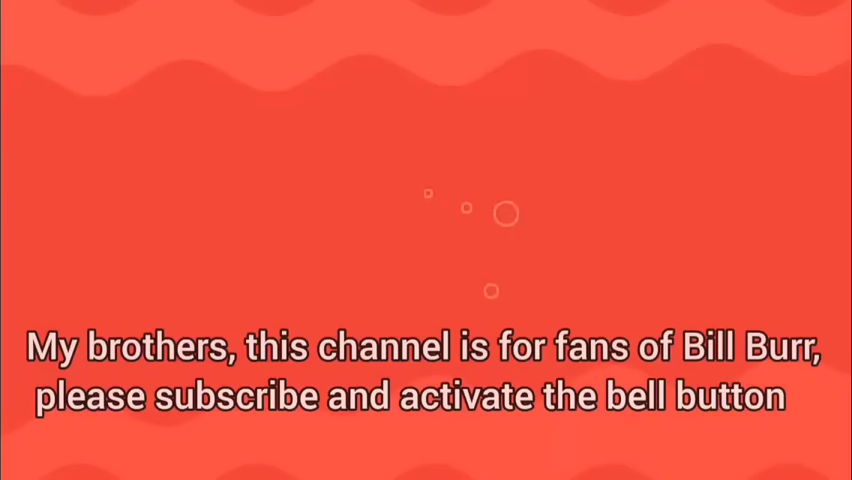 My brothers, this channel is for fans of Bill Burr,
please subscribe and activate the bell button